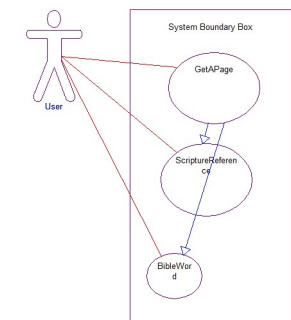 System Boundary Box
GetAPage
User
ScriptureReferen
ce
BibleWor
d